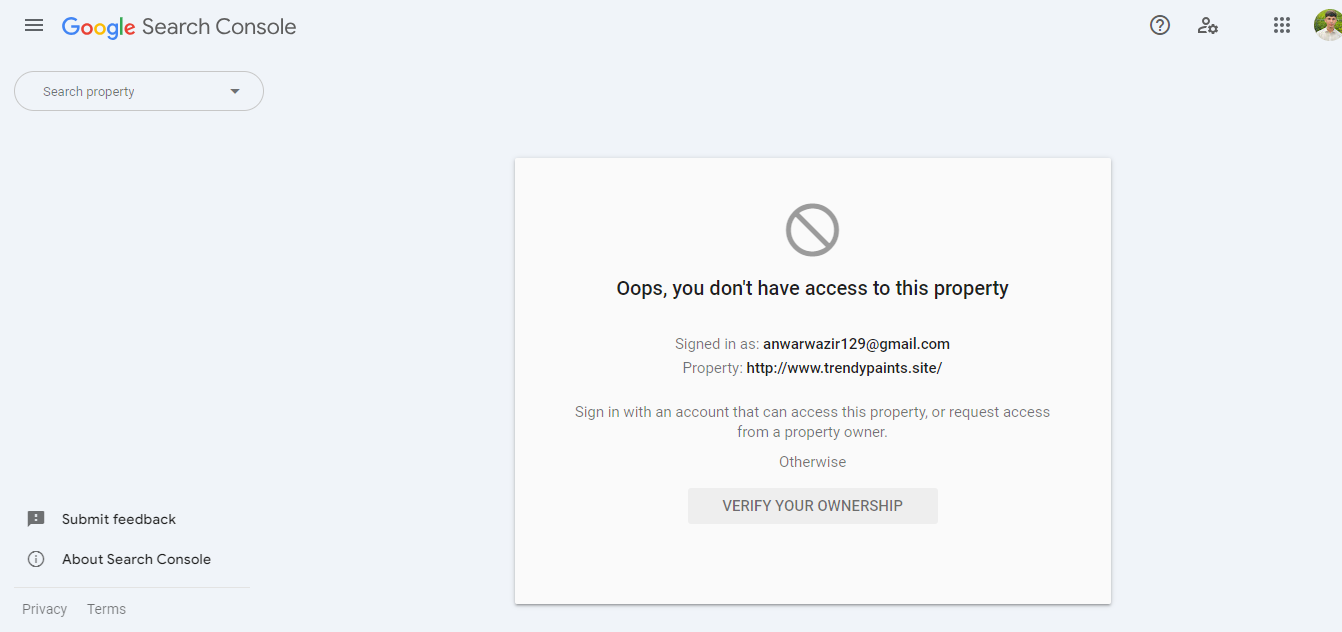 Google Search Console
Search property
Oops, you don't have access to this property
Signed in as: anwarwazir129@gmail.com
Property: http://www.trendypaints.site/
Sign in with an account that can access this property, or request access
from a property owner.
Otherwise
VERIFY YOUR OWNERSHIP
Submit feedback
About Search Console
Privacy Terms